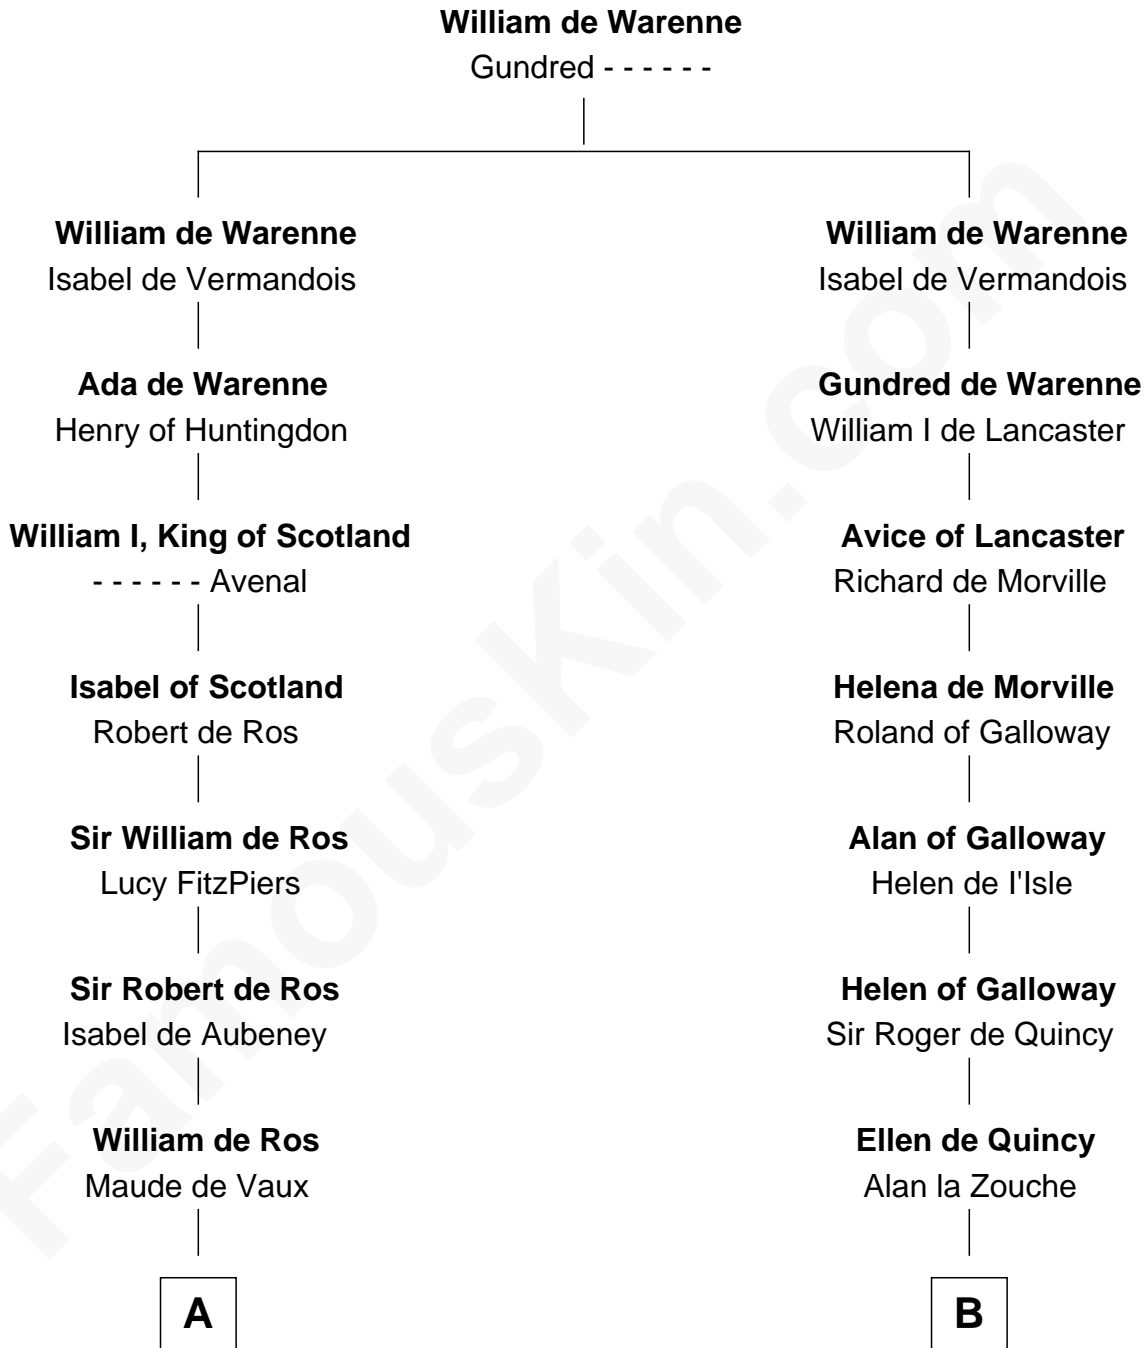 William de Warenne
Gundred - - - - - -
William de Warenne
Isabel de Vermandois
William de Warenne
Isabel de Vermandois
Ada de Warenne
Henry of Huntingdon
Gundred de Warenne
William I de Lancaster
William I, King of Scotland
- - - - - - Avenal
Avice of Lancaster
Richard de Morville
Isabel of Scotland
Robert de Ros
Helena de Morville
Roland of Galloway
Sir William de Ros
Lucy FitzPiers
Alan of Galloway
Helen de I'Isle
Sir Robert de Ros
Isabel de Aubeney
Helen of Galloway
Sir Roger de Quincy
William de Ros
Maude de Vaux
Ellen de Quincy
Alan la Zouche
A
B
FamousKin.com